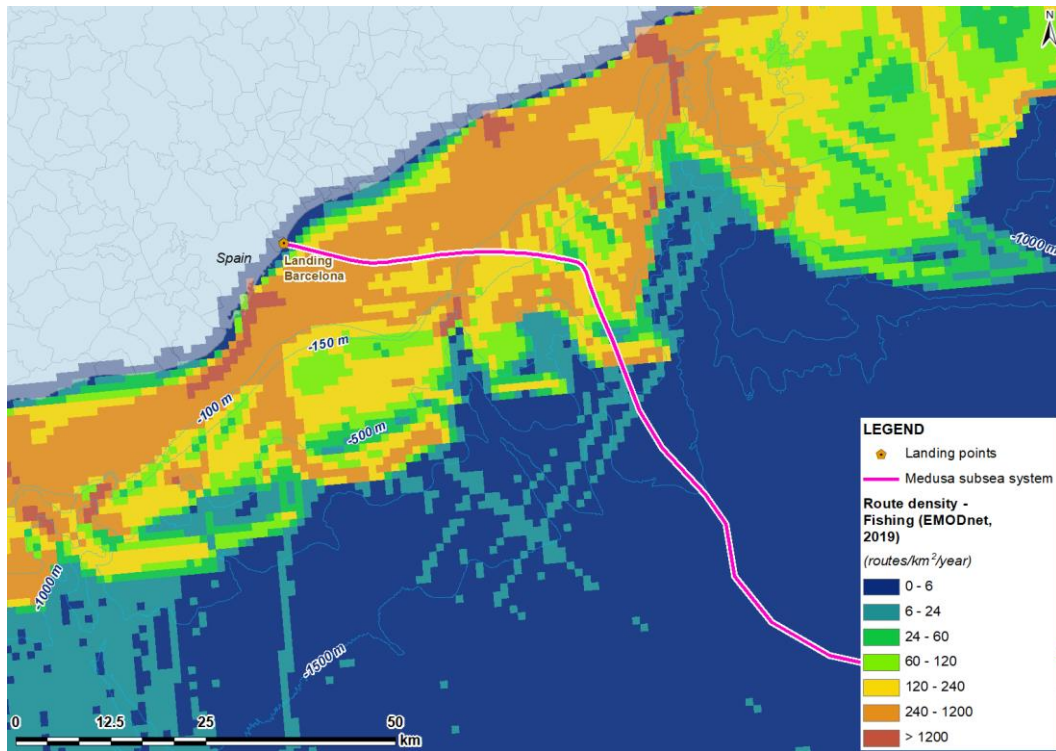 N
Spain
Landing
Barcelona
-150 m
-100 m
-500 m
-1000 m
-1000 m
-1500 m
LEGEND
Landing points
Medusa subsea system
Route density -
Fishing (EMODnet,
2019)
(routes/km²/year)
0 - 6
6 - 24
24 - 60
60 - 120
120 - 240
240 - 1200
> 1200
0 12.5 25 50
km